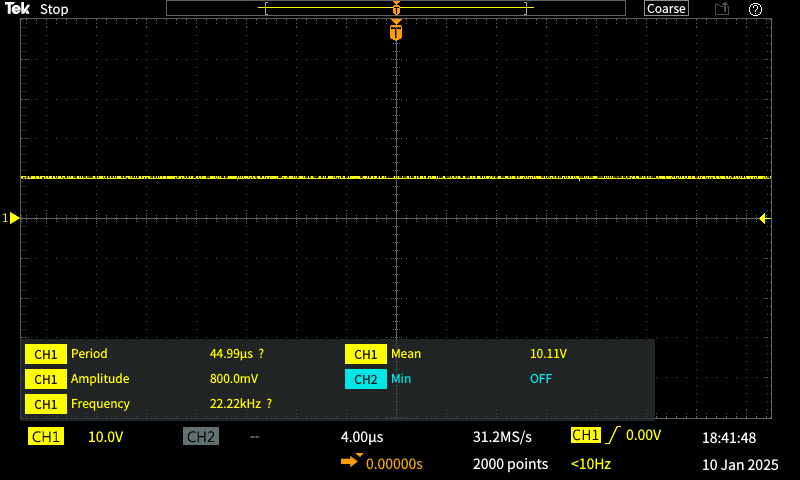 Tek Stop T Coarse ?
T
1
CH1 Period 44.99µs ? CH1 Mean 10.11V
CH1 Amplitude 800.0mV CH2 Min OFF
CH1 Frequency 22.22kHz ?
CH1 10.0V CH2 -- 4.00µs 31.2MS/s CH1 0.00V 18:41:48
0.00000s 2000 points <10Hz 10 Jan 2025